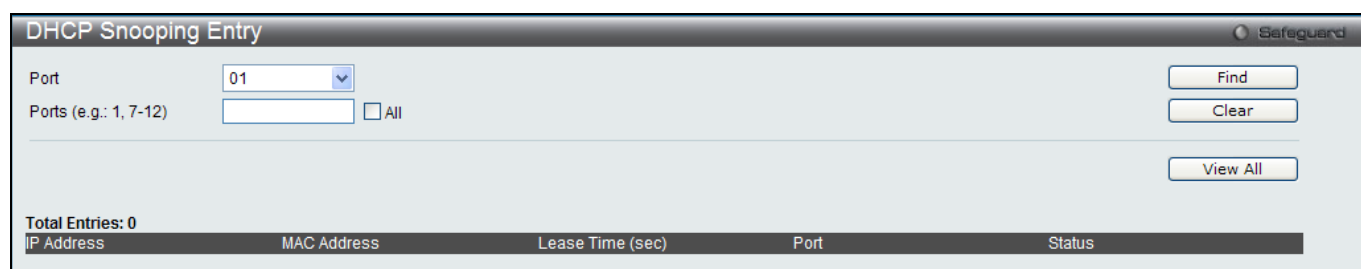 DHCP Snooping Entry
Safeguard
Port 01 Find
Ports (e.g.: 1, 7-12) All Clear
View All
Total Entries: 0
IP Address MAC Address Lease Time (sec) Port Status